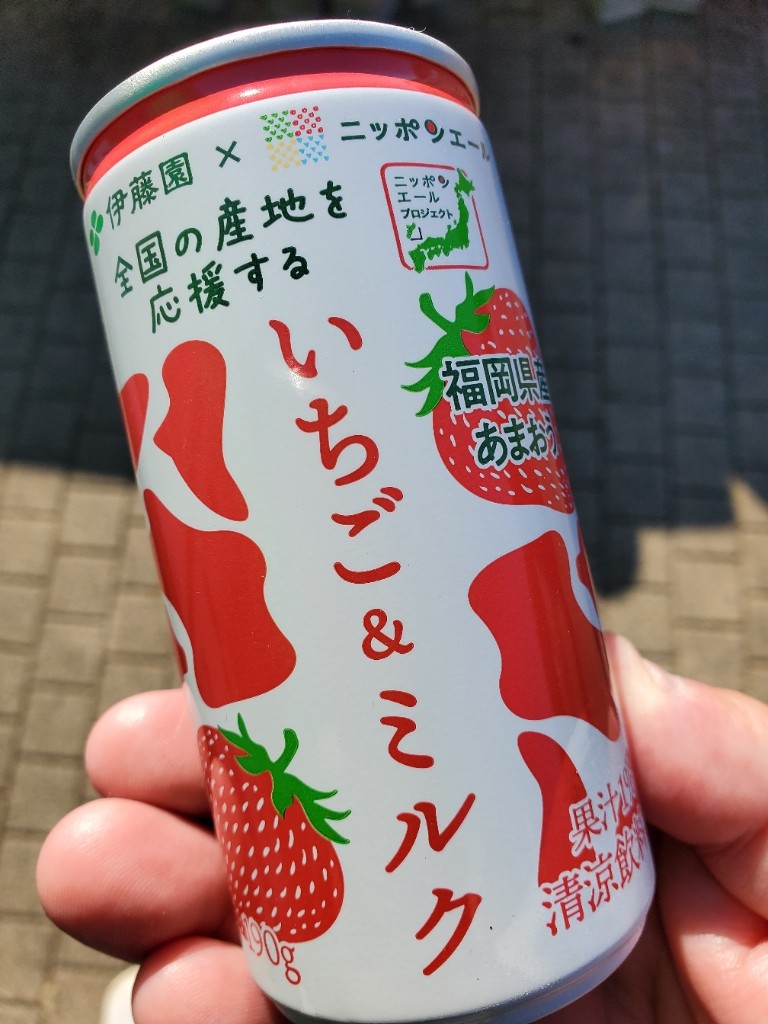 伊藤園 × ニッポンエール
全国の産地を
応援する
ニッポン
エール
プロジェクト
いちご&ミルク
福岡県産
あまおう
果汁1%
清涼飲料
190g